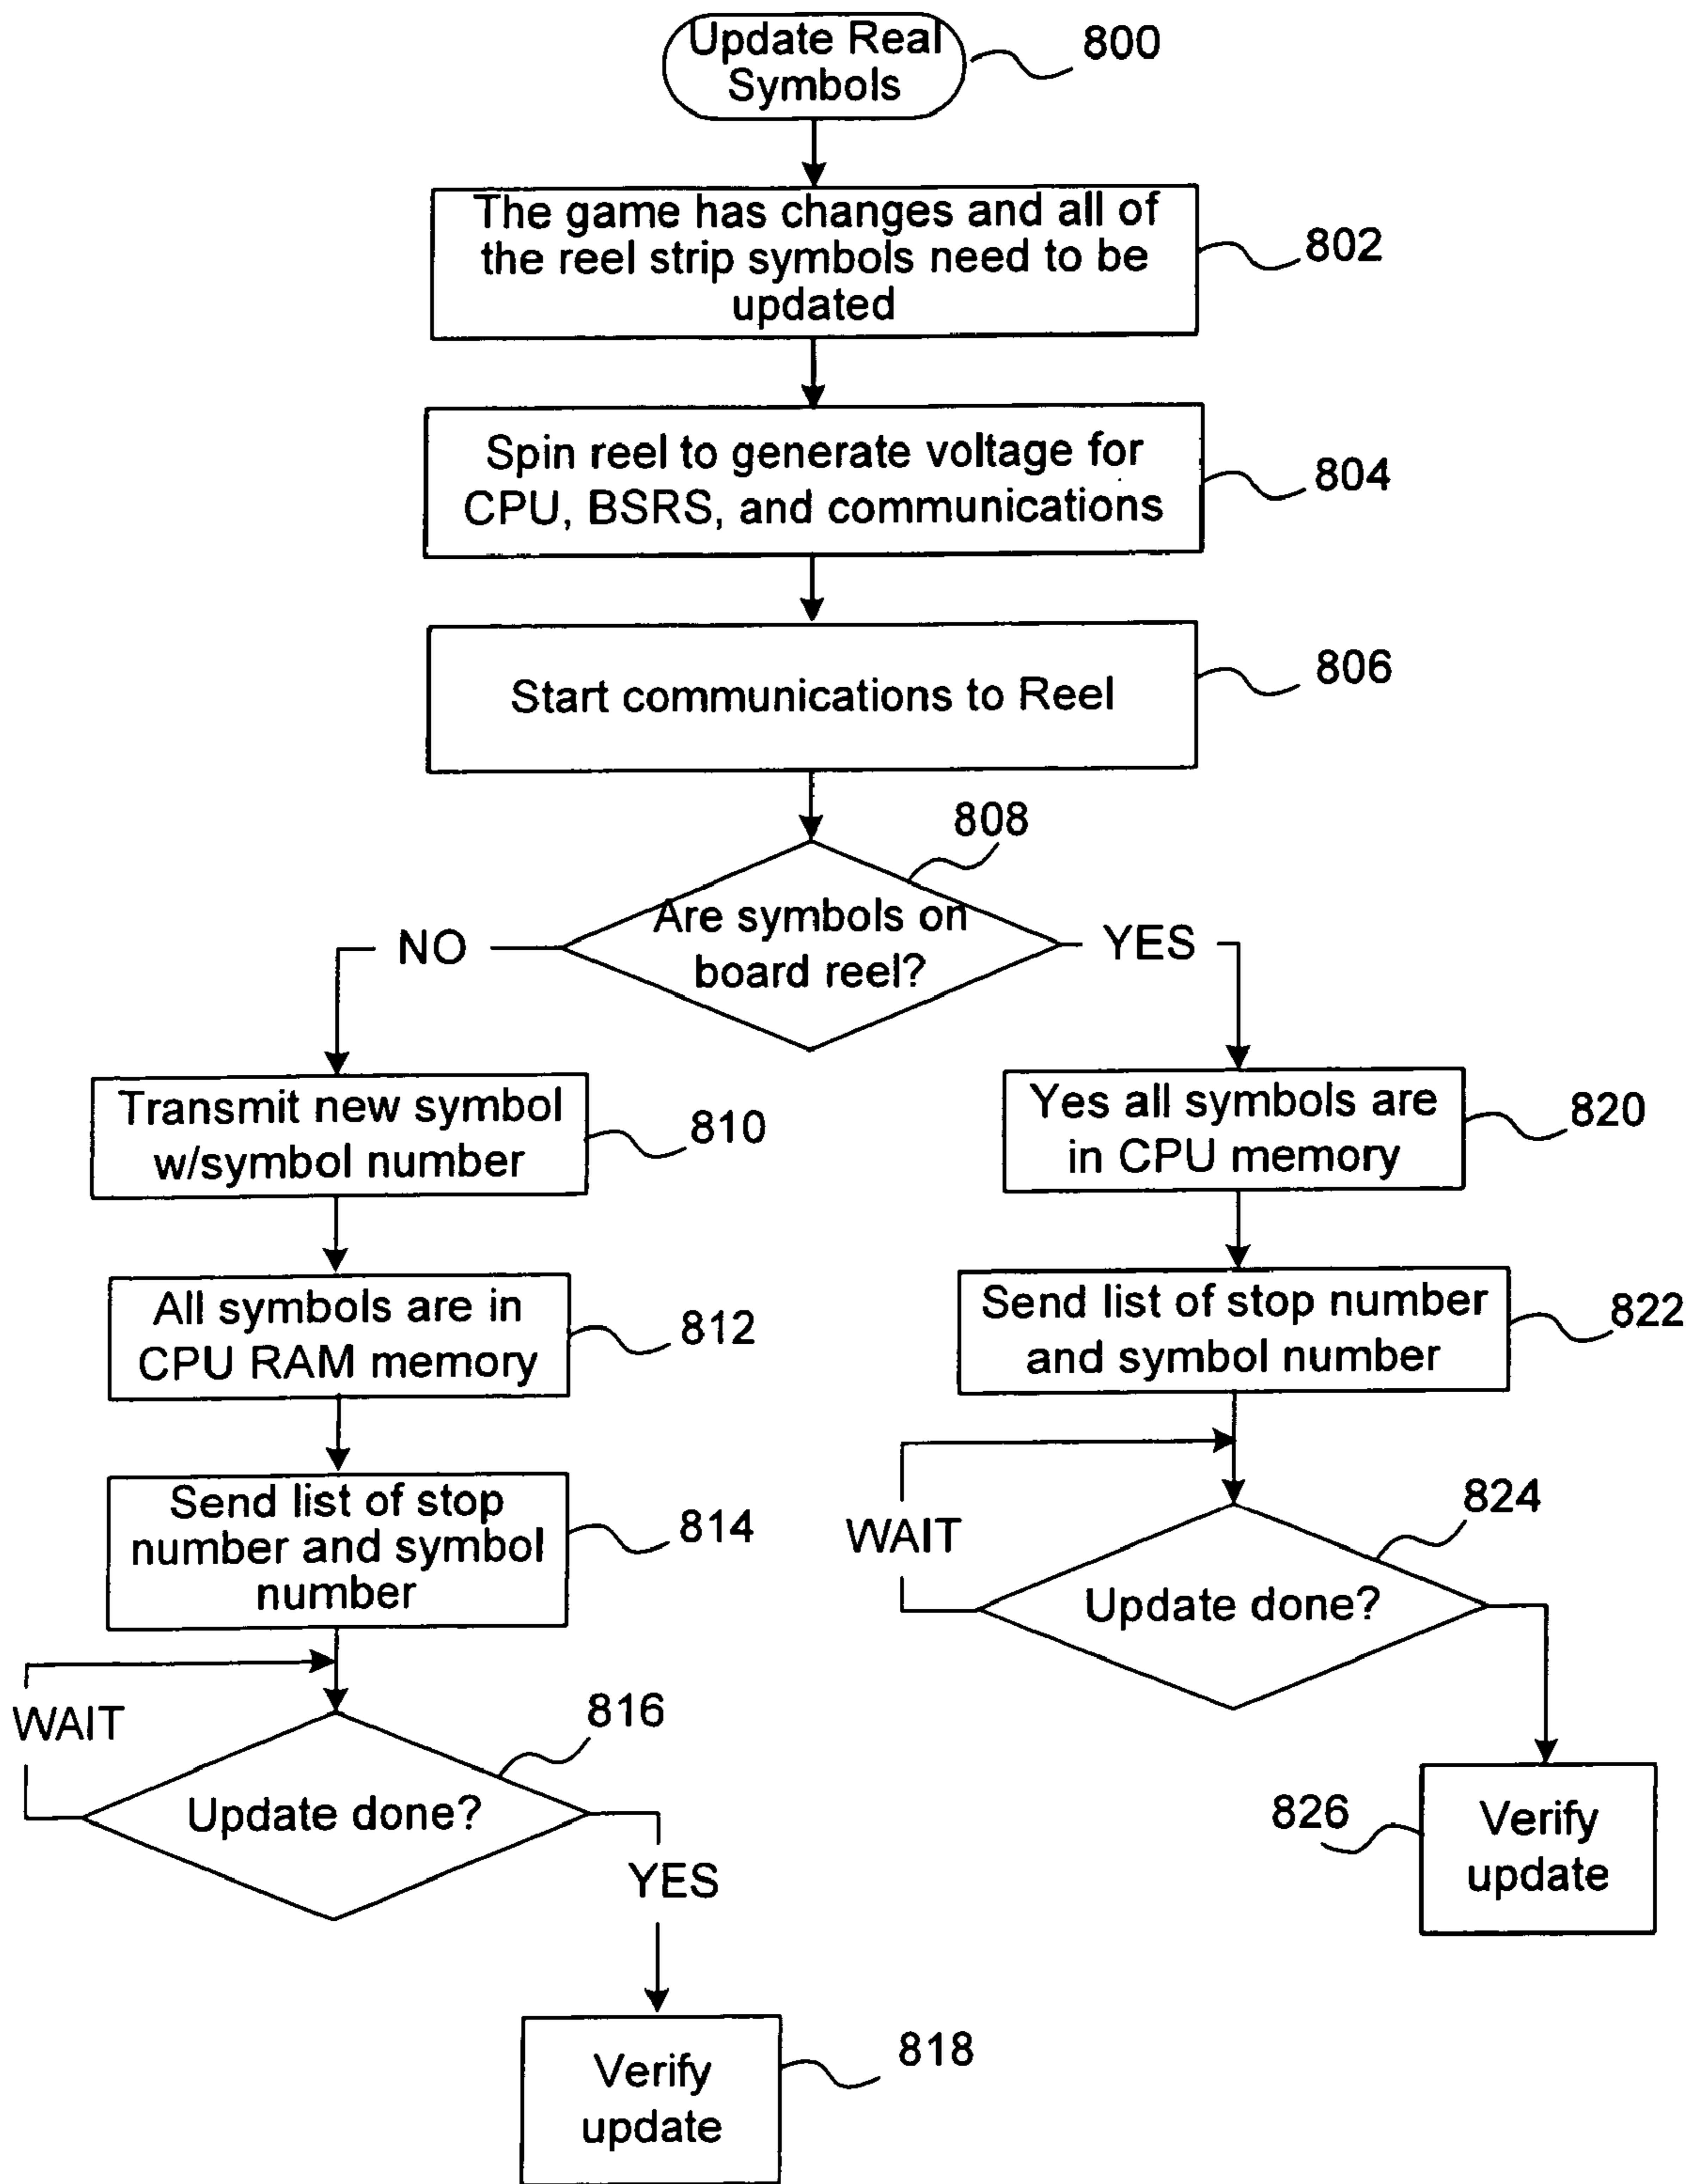 Update Real
Symbols
800
The game has changes and all of
the reel strip symbols need to be
updated
802
Spin reel to generate voltage for
CPU, BSRS, and communications
804
Start communications to Reel
806
808
Are symbols on
board reel?
NO
YES
Transmit new symbol
w/symbol number
810
Yes all symbols are
in CPU memory
820
All symbols are in
CPU RAM memory
812
Send list of stop number
and symbol number
822
Send list of stop
number and symbol
number
814
WAIT
824
Update done?
WAIT
816
Update done?
YES
826
Verify
update
Verify
update
818